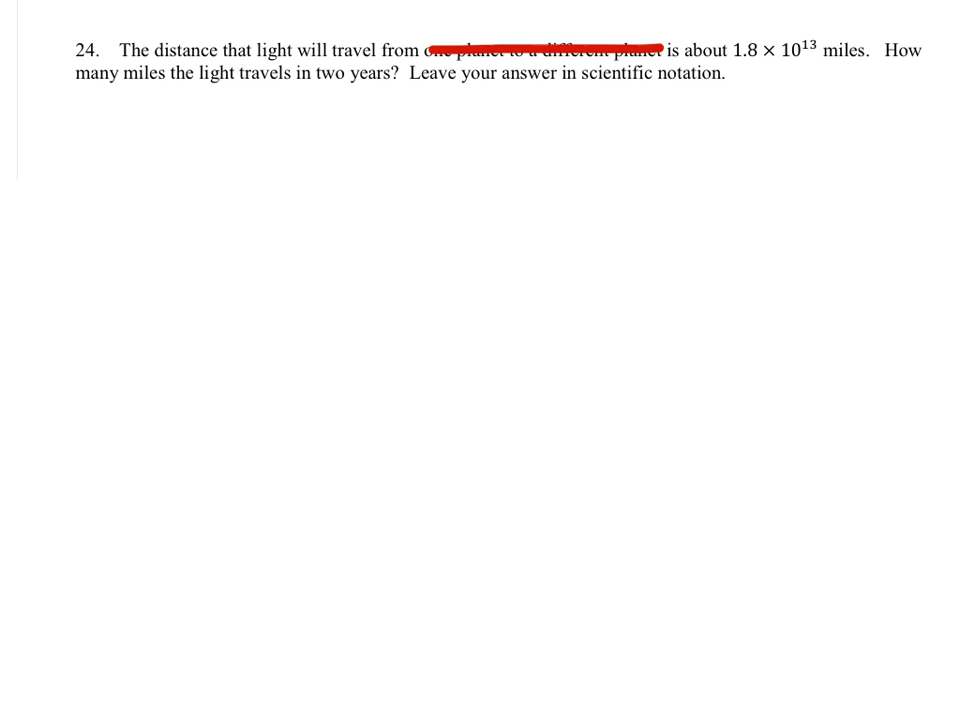 24. The distance that light will travel from is about 1.8 × 10¹³ miles. How
many miles the light travels in two years? Leave your answer in scientific notation.